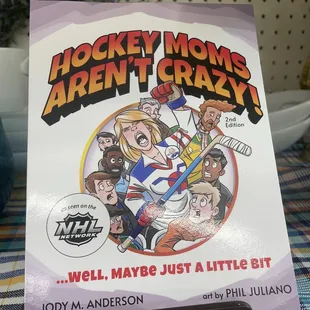 HOCKEY MOMS
AREN'T CRAZY!
2nd
Edition
as seen on the
NHL
NETWORK
...WELL, MAYBE JUST A LITTLE BIT
JODY M. ANDERSON
art by PHIL JULIANO